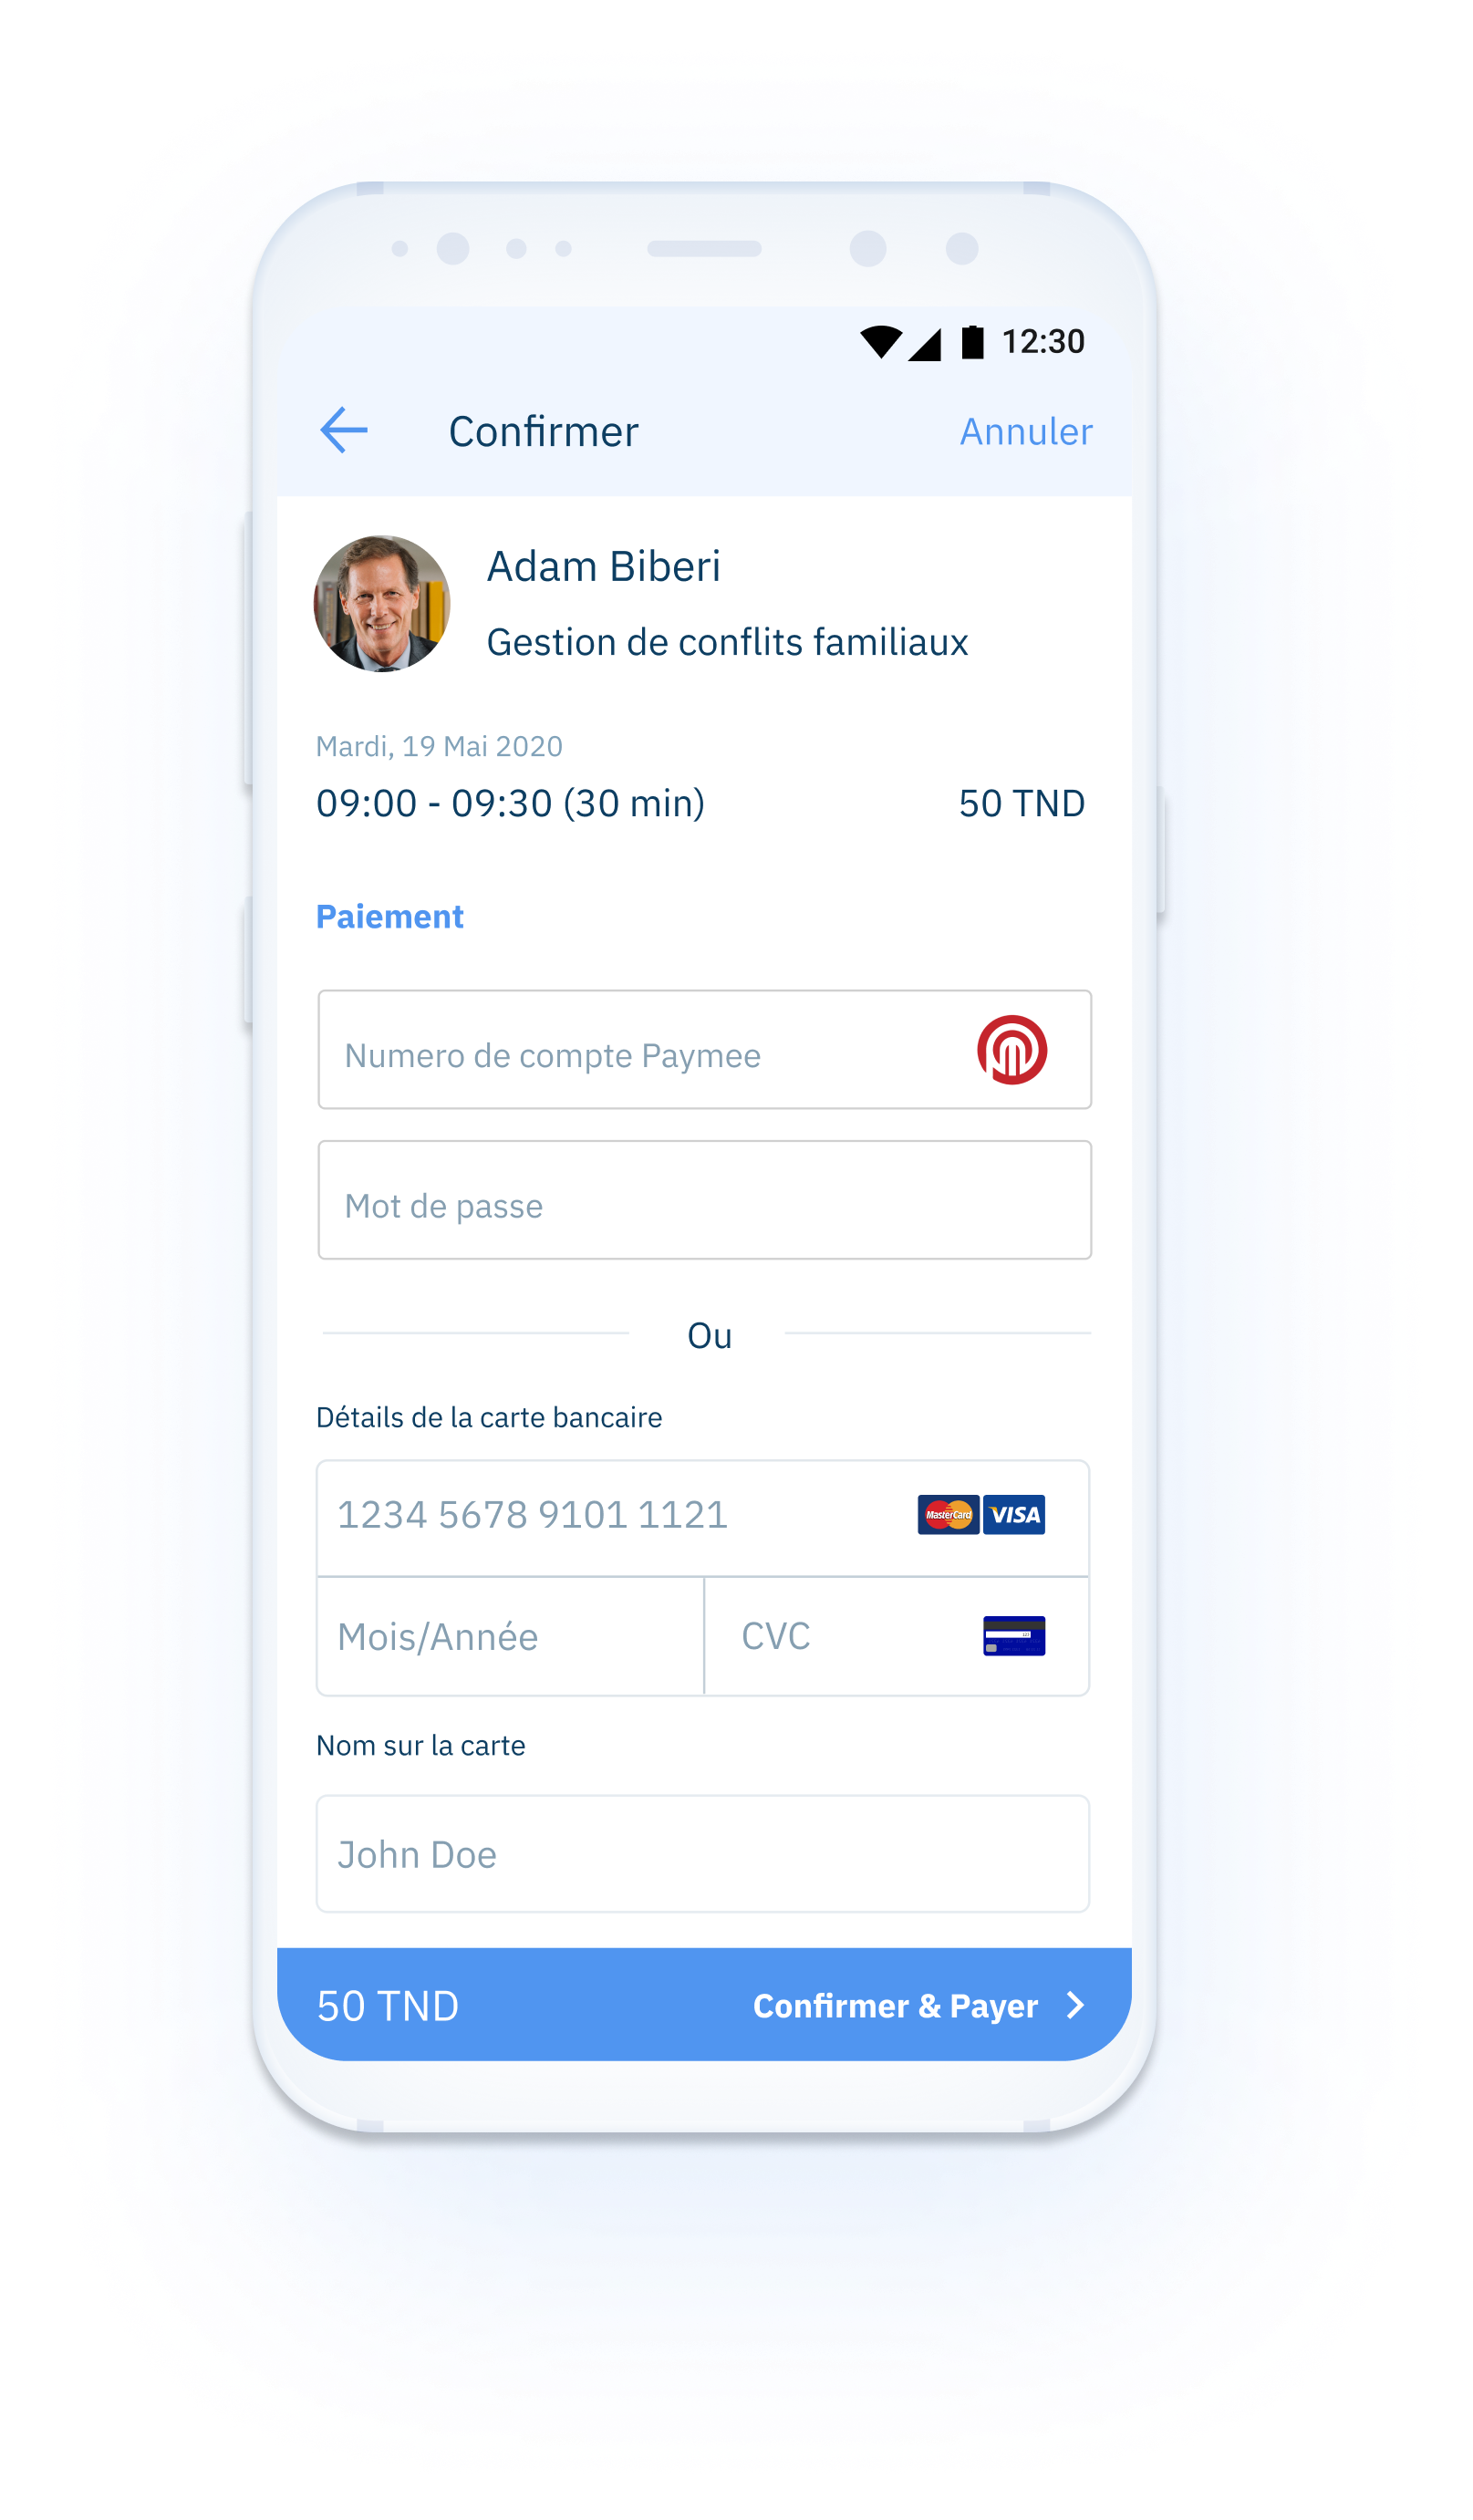 12:30
Confirmer Annuler
Adam Biberi
Gestion de conflits familiaux
Mardi, 19 Mai 2020
09:00 - 09:30 (30 min) 50 TND
Paiement
Numero de compte Paymee
Mot de passe
Ou
Détails de la carte bancaire
1234 5678 9101 1121 MasterCard VISA
Mois/Année CVC
Nom sur la carte
John Doe
50 TND Confirmer & Payer